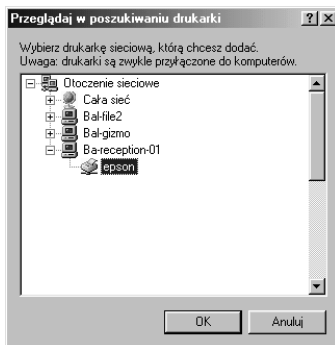 Przeglądaj w poszukiwaniu drukarki
Wybierz drukarkę sieciową, którą chcesz dodać.
Uwaga: drukarki są zwykle przyłączone do komputerów.
Otoczenie sieciowe
Cała sieć
Bal-file2
Bal-gizmo
Ba-reception-01
epson
OK Anuluj